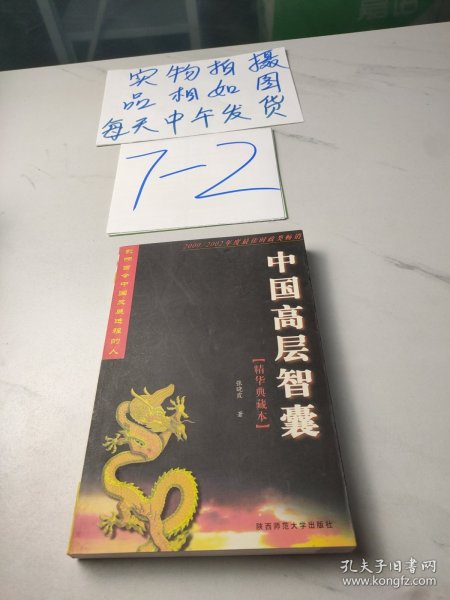 实物拍摄
品相如图
每天中午发货
7-2
2000-2002年度最佳时政类畅销
影响当今中国发展进程的人
中国高层智囊
【精华典藏本】
张晓霞 著
陕西师范大学出版社
孔夫子旧书网
www.kongfz.com